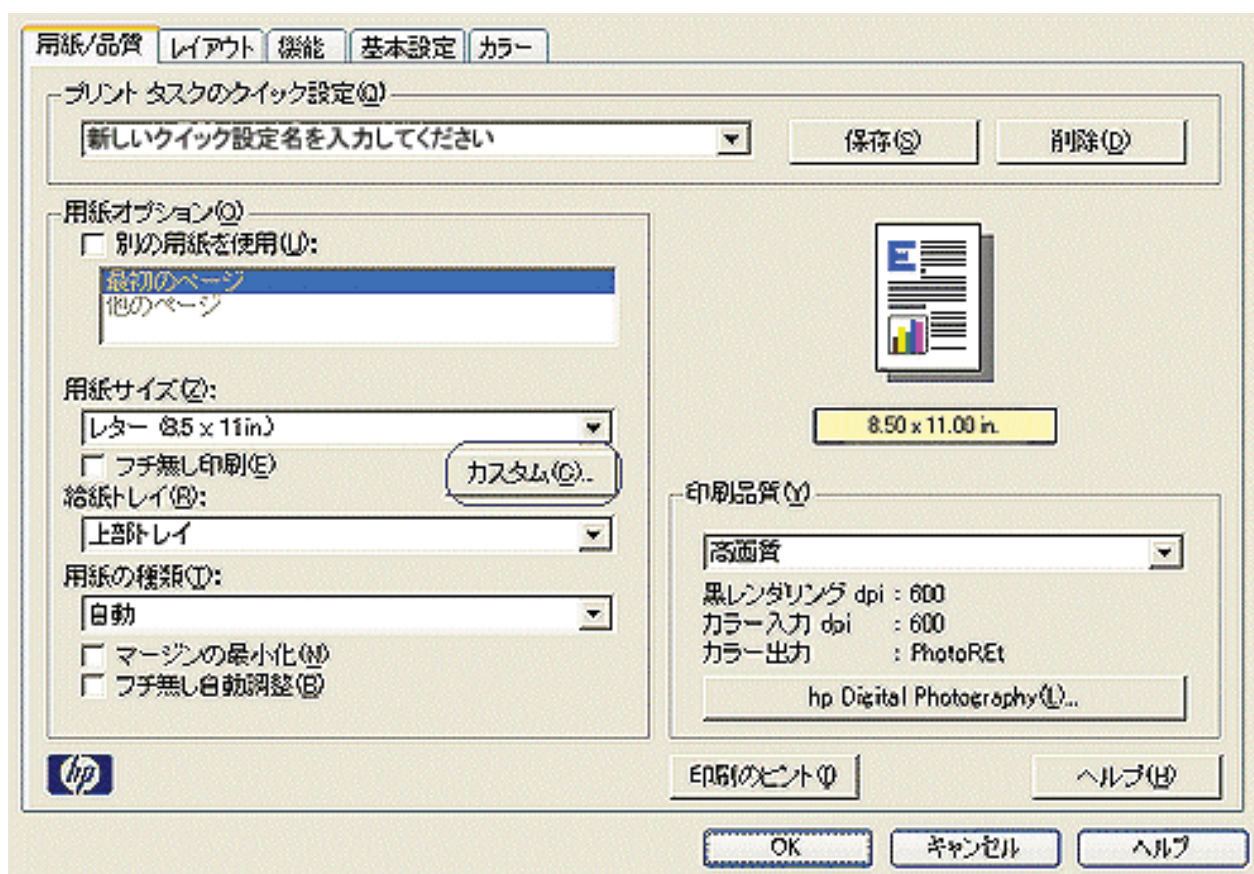 用紙/品質 レイアウト 機能 基本設定 カラー
プリント タスクのクイック設定(Q)
新しいクイック設定名を入力してください
保存(S) 削除(D)
用紙オプション(O)
別の用紙を使用(U):
最初のページ
他のページ
用紙サイズ(Z):
レター (8.5 x 11in.)
フチ無し印刷(E)
カスタム(C)...
給紙トレイ(R):
上部トレイ
用紙の種類(T):
自動
マージンの最小化(N)
フチ無し自動調整(B)
E
8.50 x 11.00 in.
印刷品質(Y)
高画質
黒レンダリング dpi : 600
カラー入力 dpi : 600
カラー出力 : PhotoREt
hp Digital Photography(L)...
hp
印刷のヒント(I) ヘルプ(H)
OK キャンセル ヘルプ